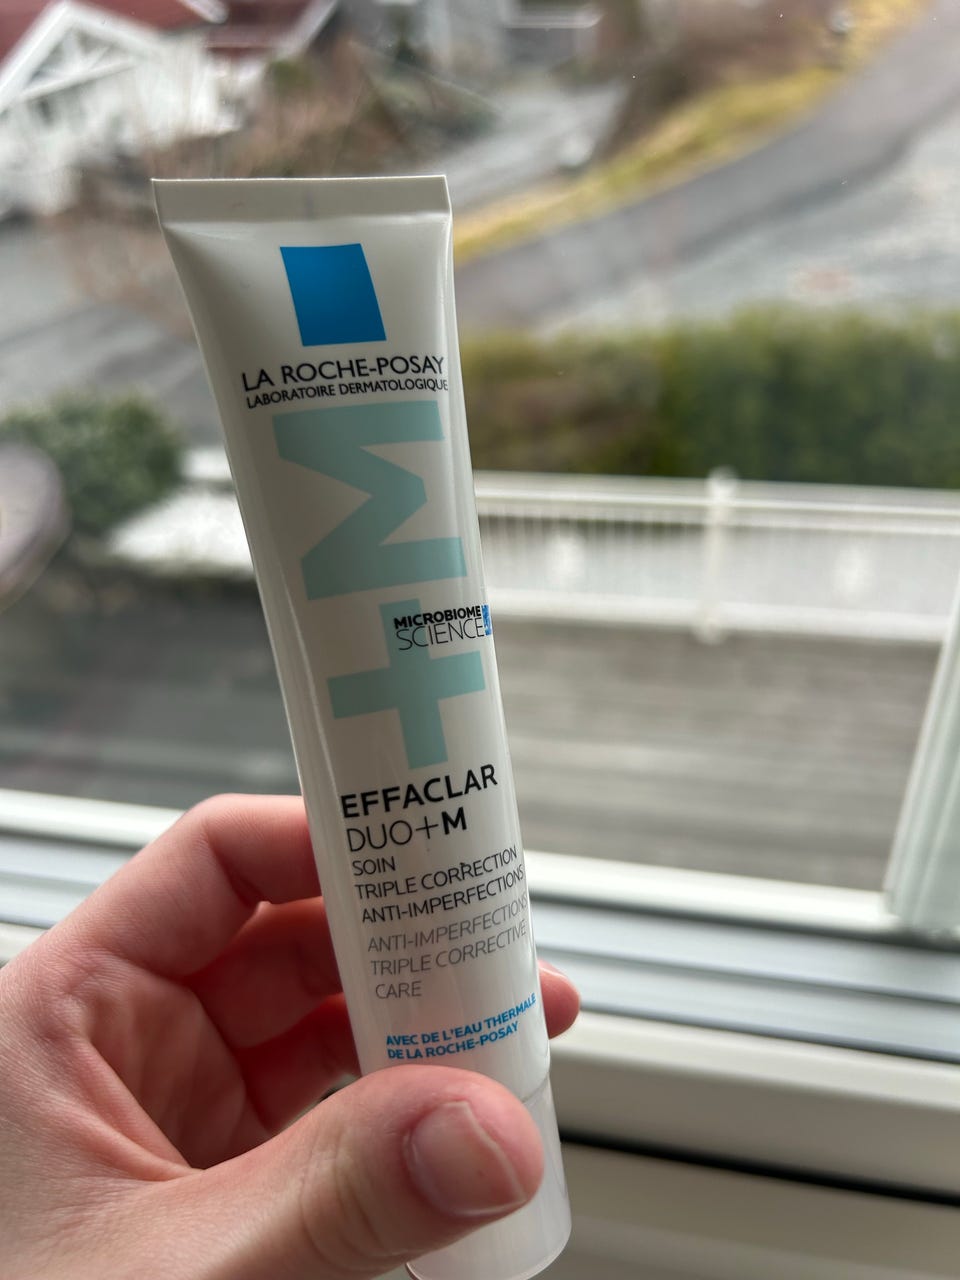 LA ROCHE-POSAY
LABORATOIRE DERMATOLOGIQUE
M
+
MICROBIOME
SCIENCE
EFFACLAR
DUO+M
SOIN
TRIPLE CORRECTION
ANTI-IMPERFECTIONS
ANTI-IMPERFECTIONS
TRIPLE CORRECTIVE
CARE
AVEC DE L'EAU THERMALE
DE LA ROCHE-POSAY